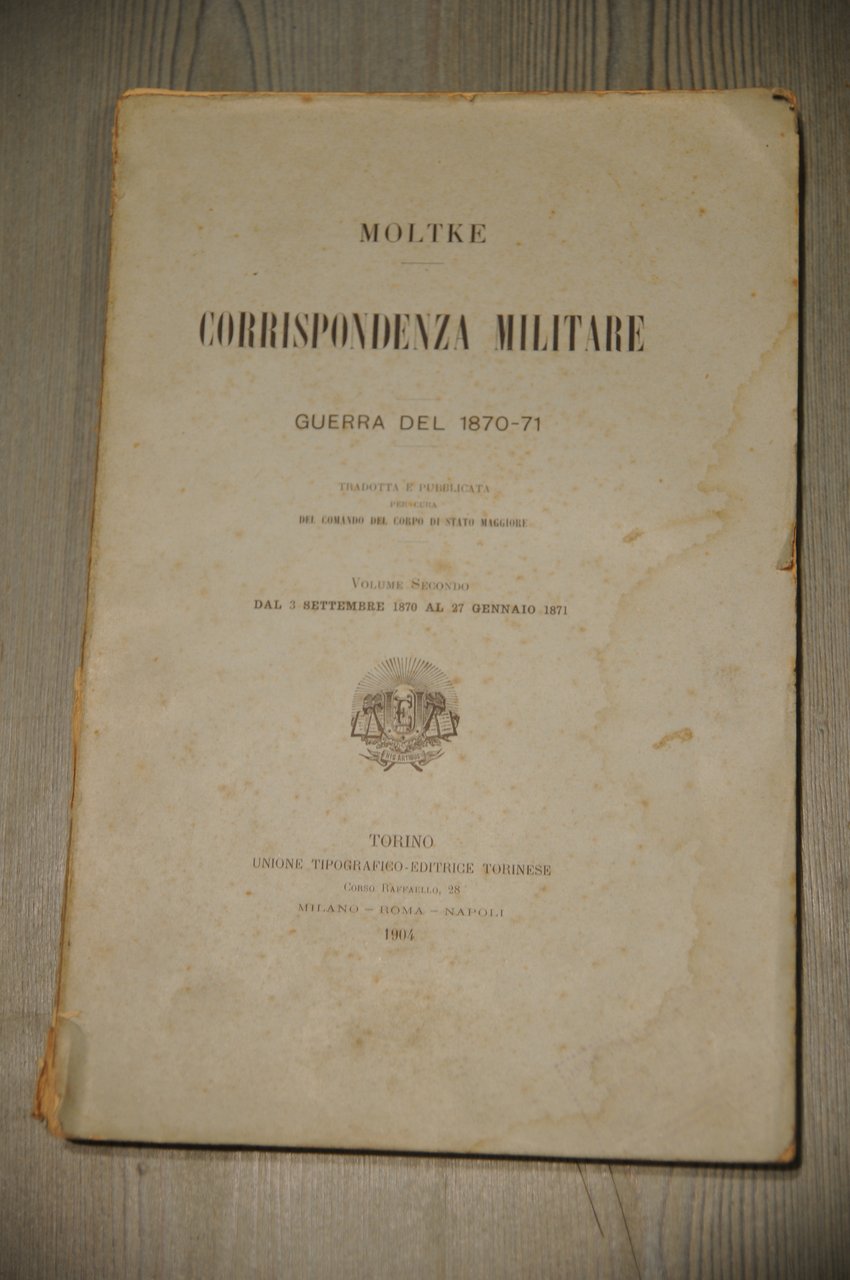 MOLTKE
CORRISPONDENZA MILITARE
GUERRA DEL 1870-71
TRADOTTA E PUBBLICATA
PER CURA
DEL COMANDO DEL CORPO DI STATO MAGGIORE
VOLUME SECONDO
DAL 3 SETTEMBRE 1870 AL 27 GENNAIO 1871
TORINO
UNIONE TIPOGRAFICO-EDITRICE TORINESE
CORSO RAFFAELLO, 28
MILANO – ROMA – NAPOLI
1904